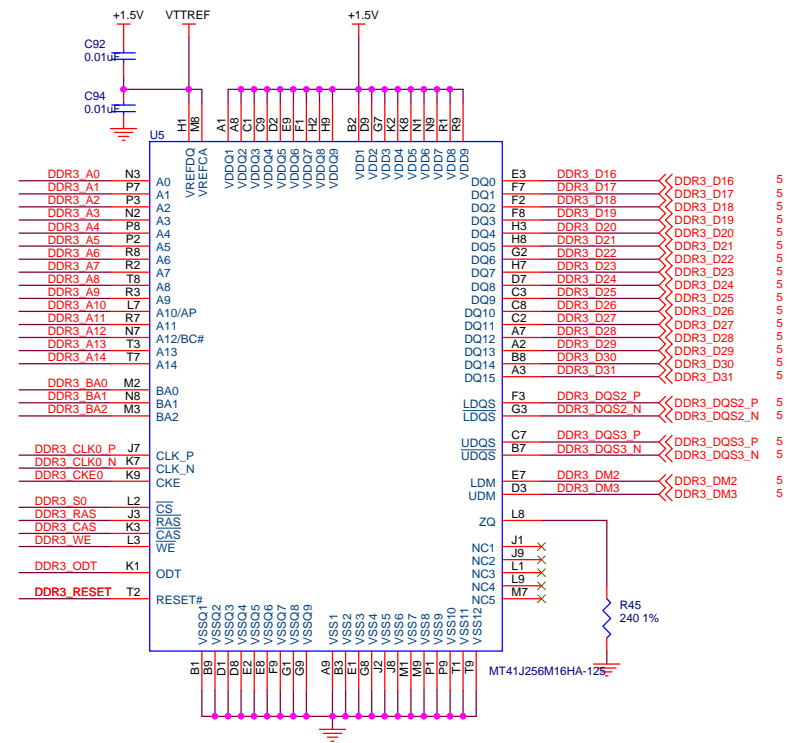 +1.5V VTTREF +1.5V
C92
0.01uF
C94
0.01uF
H1 M8 A1 A8 C1 C9 D2 E9 F1 H2 H9 B2 D9 G7 K2 K8 N1 N9 R1 R9
U5
VREFDQ VREFCA VDDQ1 VDDQ2 VDDQ3 VDDQ4 VDDQ5 VDDQ6 VDDQ7 VDDQ8 VDDQ9 VDD1 VDD2 VDD3 VDD4 VDD5 VDD6 VDD7 VDD8 VDD9
DDR3_A0 N3 A0
DDR3_A1 P7 A1
DDR3_A2 P3 A2
DDR3_A3 N2 A3
DDR3_A4 P8 A4
DDR3_A5 P2 A5
DDR3_A6 R8 A6
DDR3_A7 R2 A7
DDR3_A8 T8 A8
DDR3_A9 R3 A9
DDR3_A10 L7 A10/AP
DDR3_A11 R7 A11
DDR3_A12 N7 A12/BC#
DDR3_A13 T3 A13
DDR3_A14 T7 A14
DDR3_BA0 M2 BA0
DDR3_BA1 N8 BA1
DDR3_BA2 M3 BA2
DDR3_CLK0_P J7 CLK_P
DDR3_CLK0_N K7 CLK_N
DDR3_CKE0 K9 CKE
DDR3_S0 L2 CS
DDR3_RAS J3 RAS
DDR3_CAS K3 CAS
DDR3_WE L3 WE
DDR3_ODT K1 ODT
DDR3_RESET T2 RESET#
DQ0 E3 DDR3_D16 DDR3_D16 5
DQ1 F7 DDR3_D17 DDR3_D17 5
DQ2 F2 DDR3_D18 DDR3_D18 5
DQ3 F8 DDR3_D19 DDR3_D19 5
DQ4 H3 DDR3_D20 DDR3_D20 5
DQ5 H8 DDR3_D21 DDR3_D21 5
DQ6 G2 DDR3_D22 DDR3_D22 5
DQ7 H7 DDR3_D23 DDR3_D23 5
DQ8 D7 DDR3_D24 DDR3_D24 5
DQ9 C3 DDR3_D25 DDR3_D25 5
DQ10 C8 DDR3_D26 DDR3_D26 5
DQ11 C2 DDR3_D27 DDR3_D27 5
DQ12 A7 DDR3_D28 DDR3_D28 5
DQ13 A2 DDR3_D29 DDR3_D29 5
DQ14 B8 DDR3_D30 DDR3_D30 5
DQ15 A3 DDR3_D31 DDR3_D31 5
LDQS F3 DDR3_DQS2_P DDR3_DQS2_P 5
LDQS G3 DDR3_DQS2_N DDR3_DQS2_N 5
UDQS C7 DDR3_DQS3_P DDR3_DQS3_P 5
UDQS B7 DDR3_DQS3_N DDR3_DQS3_N 5
LDM E7 DDR3_DM2 DDR3_DM2 5
UDM D3 DDR3_DM3 DDR3_DM3 5
ZQ L8
NC1 J1
NC2 J9
NC3 L1
NC4 L9
NC5 M7
R45
240 1%
VSSQ1 VSSQ2 VSSQ3 VSSQ4 VSSQ5 VSSQ6 VSSQ7 VSSQ8 VSSQ9 VSS1 VSS2 VSS3 VSS4 VSS5 VSS6 VSS7 VSS8 VSS9 VSS10 VSS11 VSS12
B1 B9 D1 D8 E2 E8 F9 G1 G9 A9 B3 E1 G8 J2 J8 M1 M9 P1 P9 T1 T9
MT41J256M16HA-125